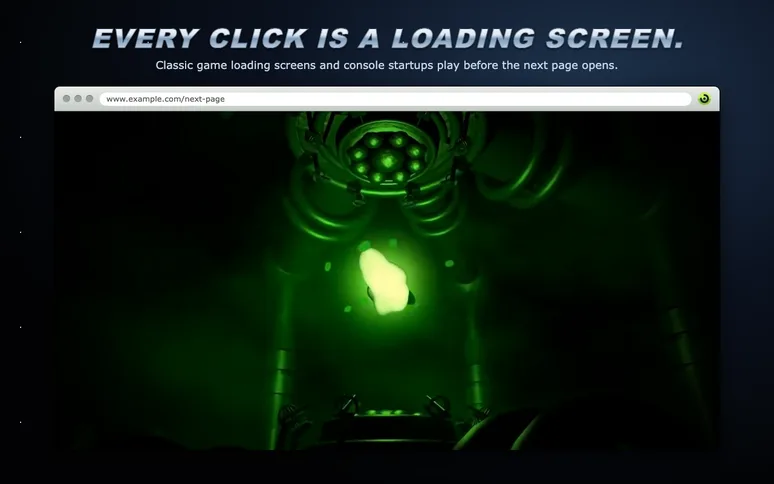 EVERY CLICK IS A LOADING SCREEN.
Classic game loading screens and console startups play before the next page opens.
www.example.com/next-page